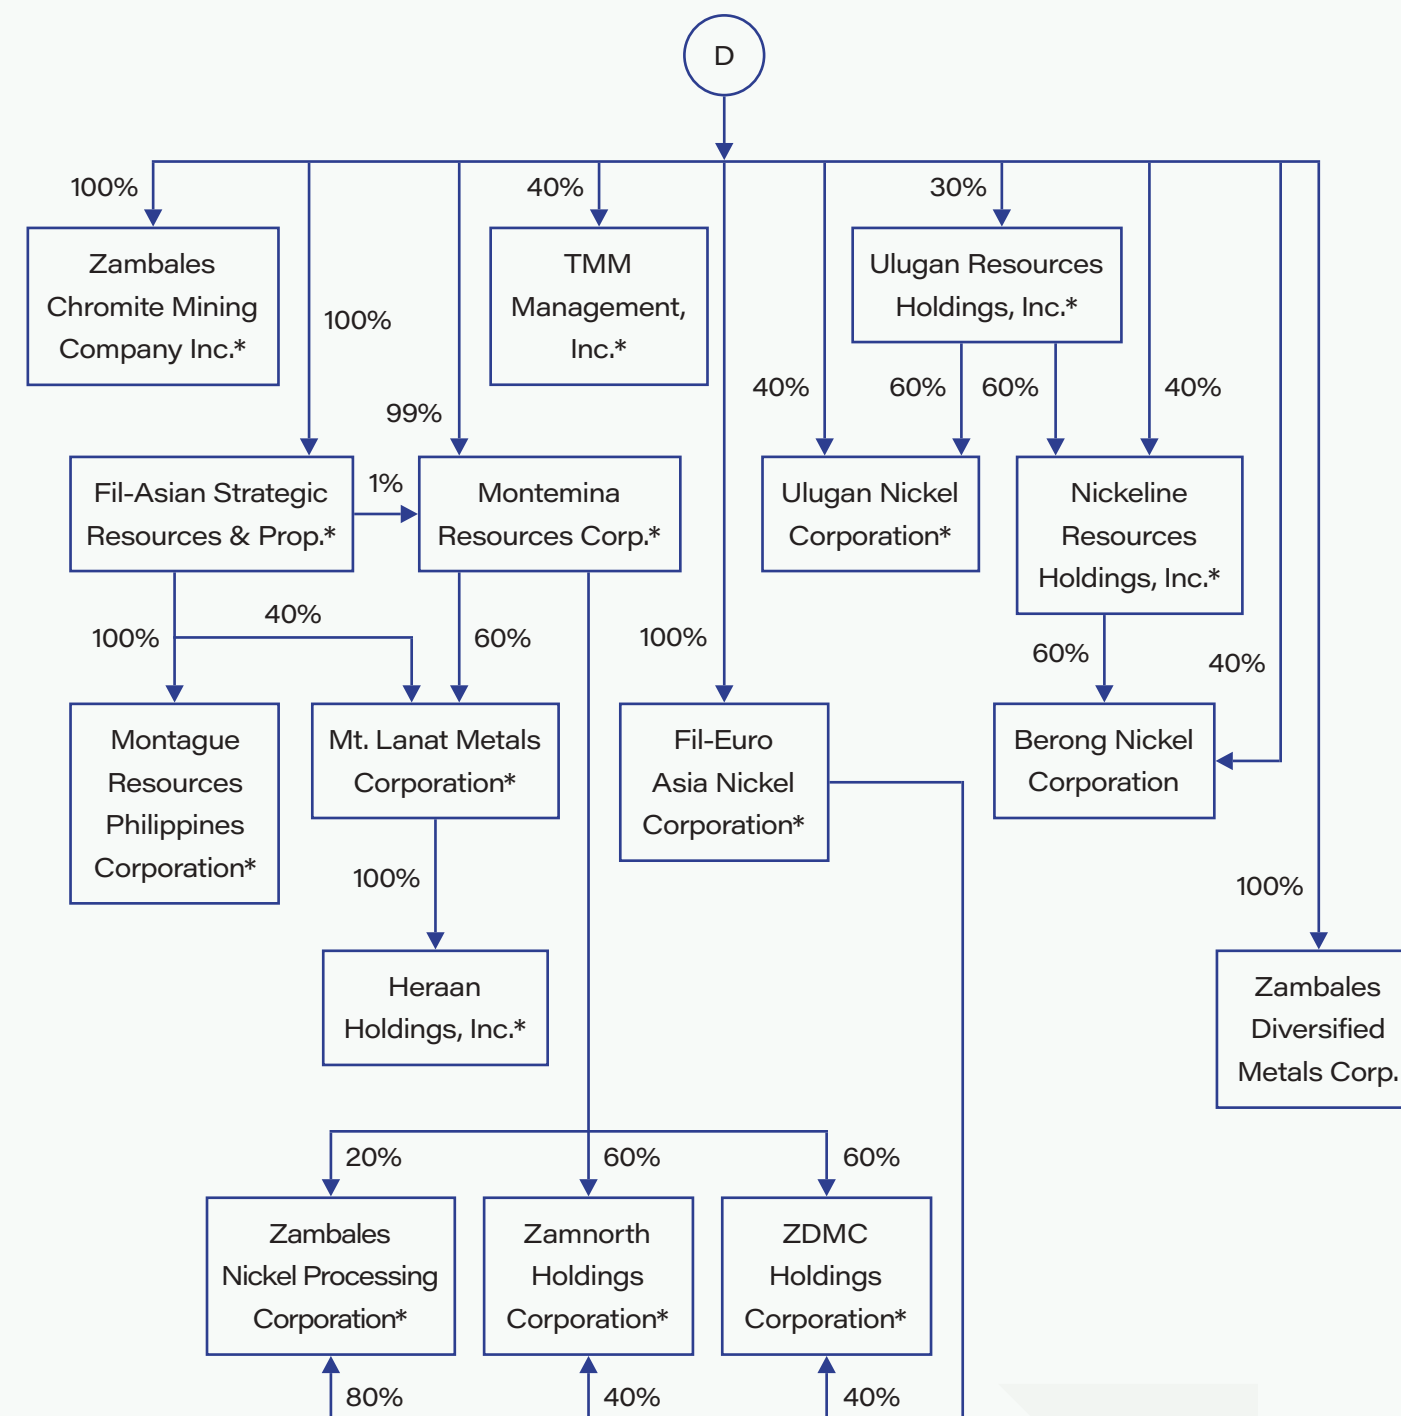 D
100%
40%
30%
Zambales
Chromite Mining
Company Inc.*
100%
TMM
Management,
Inc.*
Ulugan Resources
Holdings, Inc.*
99%
40%
60%
60%
40%
Fil-Asian Strategic
Resources & Prop.*
1%
Montemina
Resources Corp.*
Ulugan Nickel
Corporation*
Nickeline
Resources
Holdings, Inc.*
100%
40%
60%
100%
60%
40%
Montague
Resources
Philippines
Corporation*
Mt. Lanat Metals
Corporation*
Fil-Euro
Asia Nickel
Corporation*
Berong Nickel
Corporation
100%
100%
Heraan
Holdings, Inc.*
Zambales
Diversified
Metals Corp.
20%
60%
60%
Zambales
Nickel Processing
Corporation*
Zamnorth
Holdings
Corporation*
ZDMC
Holdings
Corporation*
80%
40%
40%